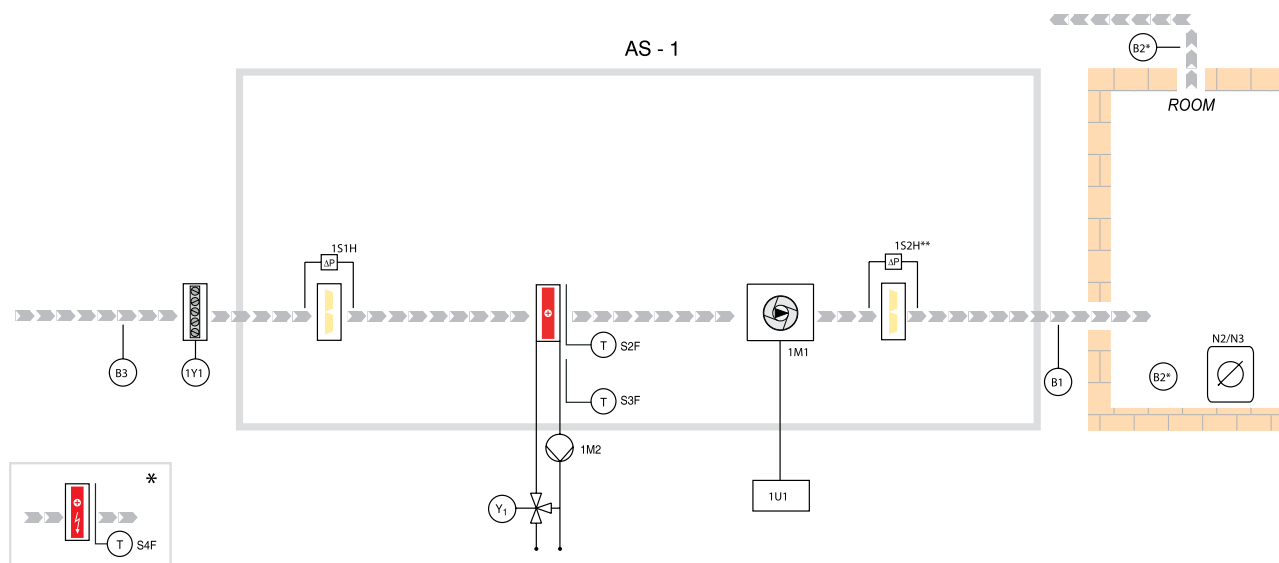 AS - 1
B2*
ROOM
1S1H
ΔP
1S2H**
ΔP
B3
1Y1
T
S2F
T
S3F
1M1
B1
B2*
N2/N3
1M2
1U1
Y1
*
T
S4F